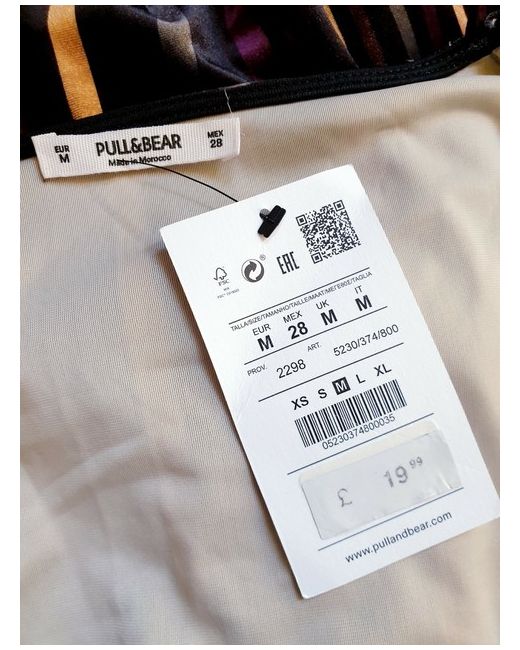 EUR
M
PULL&BEAR
Made in Morocco
MEX
28
FSC
EAC
TALLA/SIZE/TAMANHO/TAILLE/MAAT/ΜΕΓΕΘΟΣ/TAGLIA
EUR MEX UK IT
M 28 M M
PROV. 2298 ART. 5230/374/800
XS S M L XL
05230374800035
£ 19 99
www.pullandbear.com